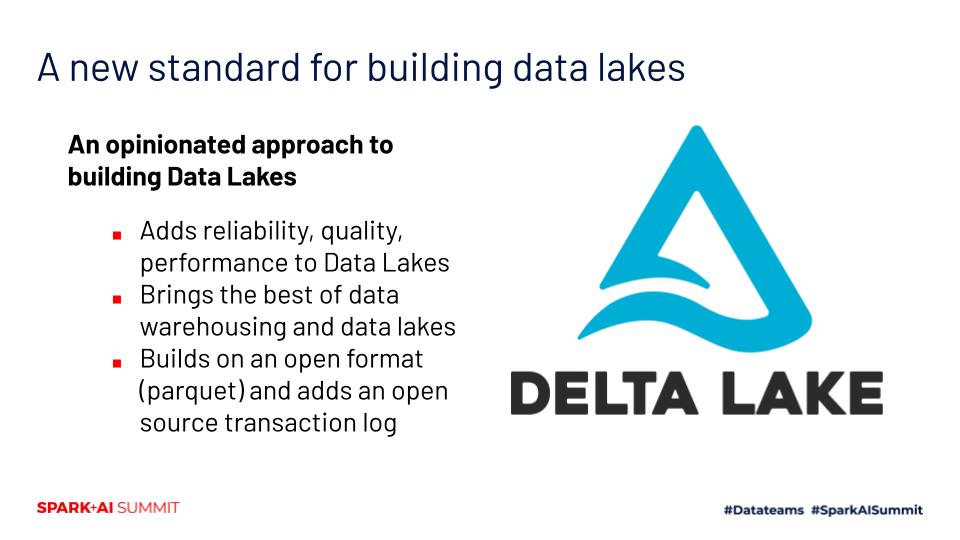 A new standard for building data lakes
An opinionated approach to
building Data Lakes
Adds reliability, quality,
performance to Data Lakes
Brings the best of data
warehousing and data lakes
Builds on an open format
(parquet) and adds an open
source transaction log
DELTA LAKE
SPARK+AI SUMMIT
#Datateams #SparkAISummit